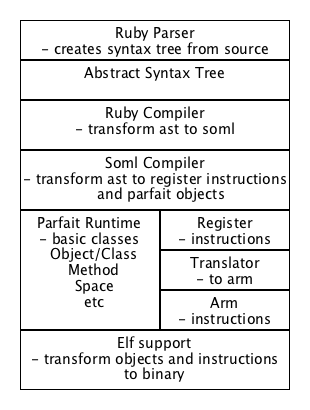 Ruby Parser
– creates syntax tree from source
Abstract Syntax Tree
Ruby Compiler
– transform ast to soml
Soml Compiler
– transform ast to register instructions
and parfait objects
Parfait Runtime
– basic classes
Object/Class
Method
Space
etc
Register
– instructions
Translator
– to arm
Arm
– instructions
Elf support
– transform objects and instructions
to binary